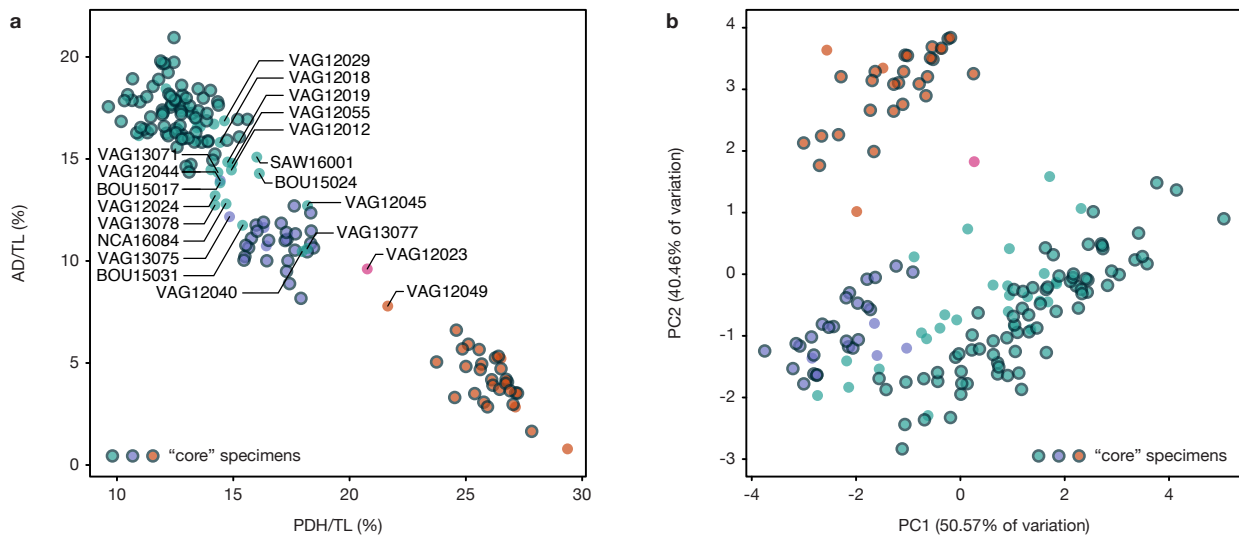 a
AD/TL (%)
20
15
10
5
0
VAG12029
VAG12018
VAG12019
VAG12055
VAG12012
SAW16001
BOU15024
VAG12045
VAG13077
VAG12023
VAG12049
VAG13071
VAG12044
BOU15017
VAG12024
VAG13078
NCA16084
VAG13075
BOU15031
VAG12040
“core” specimens
10
15
20
25
30
PDH/TL (%)
b
PC2 (40.46% of variation)
4
3
2
1
0
-1
-2
-3
“core” specimens
-4
-2
0
2
4
PC1 (50.57% of variation)